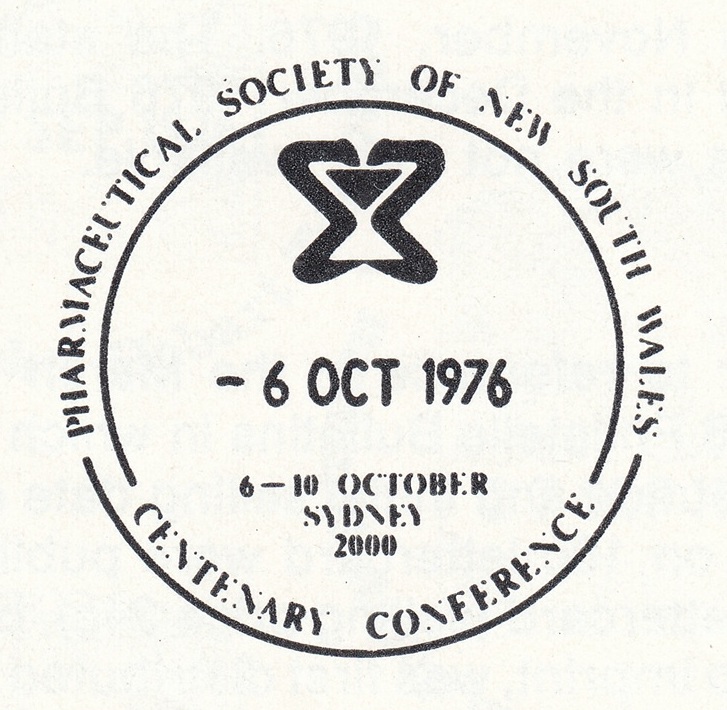 PHARMACEUTICAL SOCIETY OF NEW SOUTH WALES
- 6 OCT 1976
6 – 10 OCTOBER
SYDNEY
2000
CENTENARY CONFERENCE